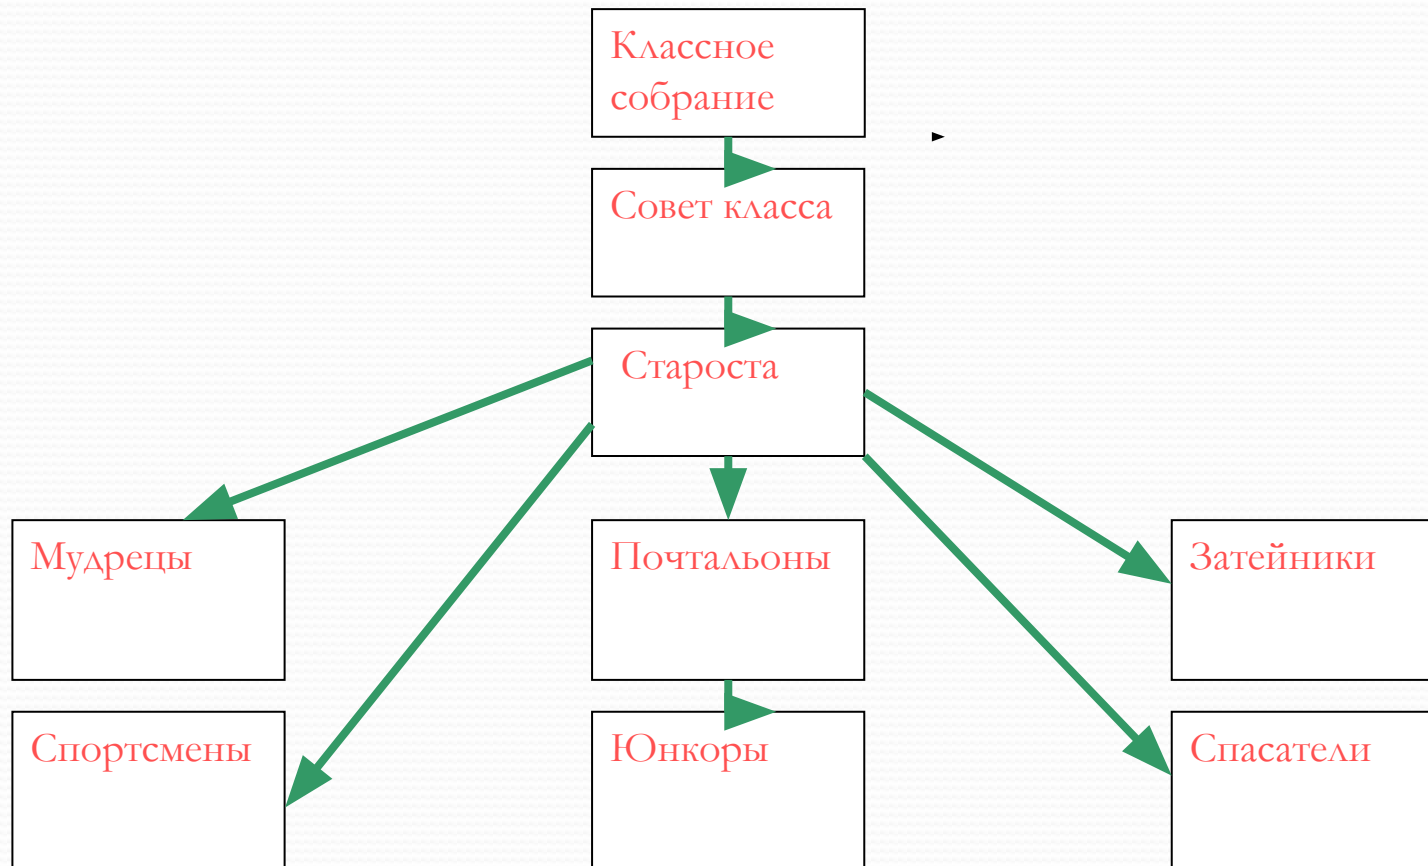 Классное
собрание
Совет класса
Староста
Мудрецы
Почтальоны
Затейники
Спортсмены
Юнкоры
Спасатели